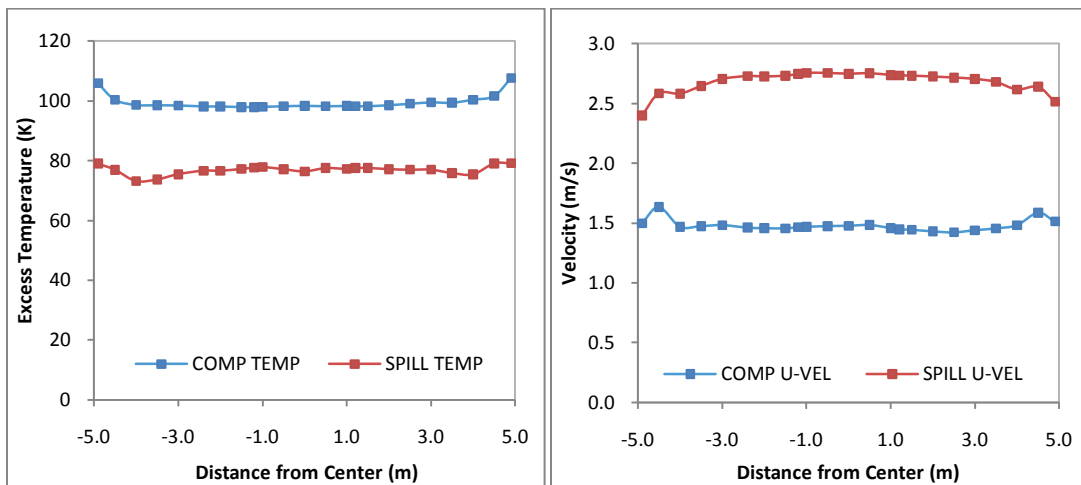 120
100
80
60
40
20
0
Excess Temperature (K)
COMP TEMP
SPILL TEMP
-5.0 -3.0 -1.0 1.0 3.0 5.0
Distance from Center (m)
3.0
2.5
2.0
1.5
1.0
0.5
0.0
Velocity (m/s)
COMP U-VEL
SPILL U-VEL
-5.0 -3.0 -1.0 1.0 3.0 5.0
Distance from Center (m)